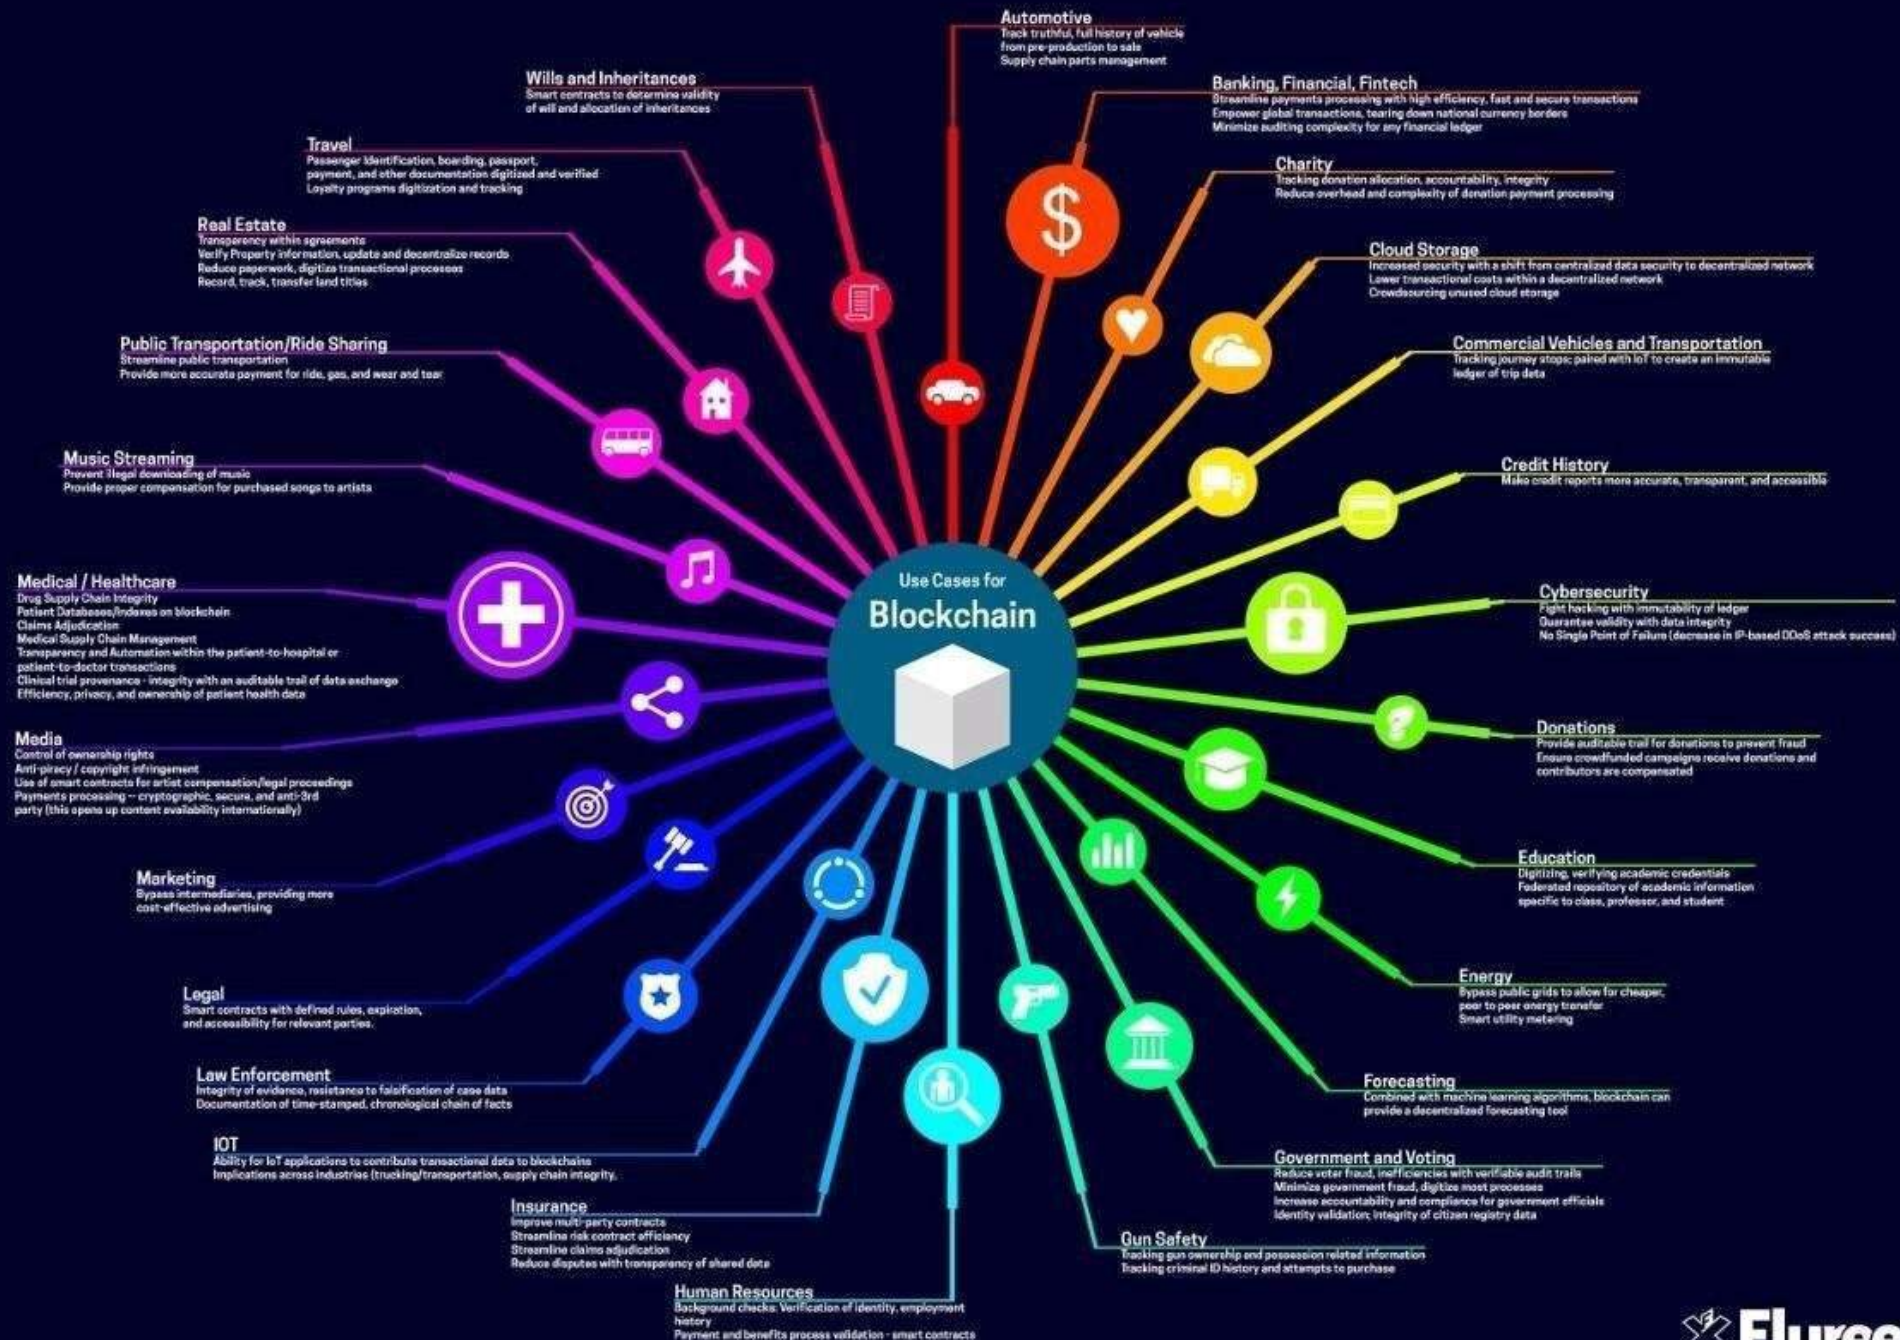 Automotive
Track truthful, full history of vehicle
from pre-production to sale
Supply chain parts management
Banking, Financial, Fintech
Streamline payments processing with high efficiency, fast and secure transactions
Empower global transactions, tearing down national currency borders
Minimize auditing complexity for any financial ledger
Charity
Tracking donation allocation, accountability, integrity
Reduce overhead and complexity of donation payment processing
Cloud Storage
Increased security with a shift from centralized data security to decentralized network
Lower transactional costs within a decentralized network
Crowdsourcing unused cloud storage
Commercial Vehicles and Transportation
Tracking journey stops; paired with IoT to create an immutable
ledger of trip data
Credit History
Make credit reports more accurate, transparent, and accessible
Cybersecurity
Fight hacking with immutability of ledger
Guarantee validity with data integrity
No Single Point of Failure (decrease in IP-based DDoS attack success)
Donations
Provide auditable trail for donations to prevent fraud
Ensure crowdfunded campaigns receive donations and
contributors are compensated
Education
Digitizing, verifying academic credentials
Federated repository of academic information
specific to class, professor, and student
Energy
Bypass public grids to allow for cheaper,
peer to peer energy transfer
Smart utility metering
Forecasting
Combined with machine learning algorithms, blockchain can
provide a decentralized forecasting tool
Government and Voting
Reduce voter fraud, inefficiencies with verifiable audit trails
Minimize government fraud, digitize most processes
Increase accountability and compliance for government officials
Identity validation; integrity of citizen registry data
Gun Safety
Tracking gun ownership and possession related information
Tracking criminal ID history and attempts to purchase
Human Resources
Background checks: Verification of identity, employment
history
Payment and benefits process validation - smart contracts
Insurance
Improve multi-party contracts
Streamline risk contract efficiency
Streamline claims adjudication
Reduce disputes with transparency of shared data
IOT
Ability for IoT applications to contribute transactional data to blockchains
Implications across industries (trucking/transportation, supply chain integrity,
Law Enforcement
Integrity of evidence, resistance to falsification of case data
Documentation of time-stamped, chronological chain of facts
Legal
Smart contracts with defined rules, expiration,
and accessibility for relevant parties.
Marketing
Bypass intermediaries, providing more
cost-effective advertising
Media
Control of ownership rights
Anti-piracy / copyright infringement
Use of smart contracts for artist compensation/legal proceedings
Payments processing -- cryptographic, secure, and anti-3rd
party (this opens up content availability internationally)
Medical / Healthcare
Drug Supply Chain Integrity
Patient Databases/Indexes on blockchain
Claims Adjudication
Medical Supply Chain Management
Transparency and Automation within the patient-to-hospital or
patient-to-doctor transactions
Clinical trial provenance - integrity with an auditable trail of data exchange
Efficiency, privacy, and ownership of patient health data
Music Streaming
Prevent illegal downloading of music
Provide proper compensation for purchased songs to artists
Public Transportation/Ride Sharing
Streamline public transportation
Provide more accurate payment for ride, gas, and wear and tear
Real Estate
Transparency within agreements
Verify Property information, update and decentralize records
Reduce paperwork, digitize transactional processes
Record, track, transfer land titles
Travel
Passenger Identification, boarding, passport,
payment, and other documentation digitized and verified
Loyalty programs digitization and tracking
Wills and Inheritances
Smart contracts to determine validity
of will and allocation of inheritances
Use Cases for
Blockchain
$